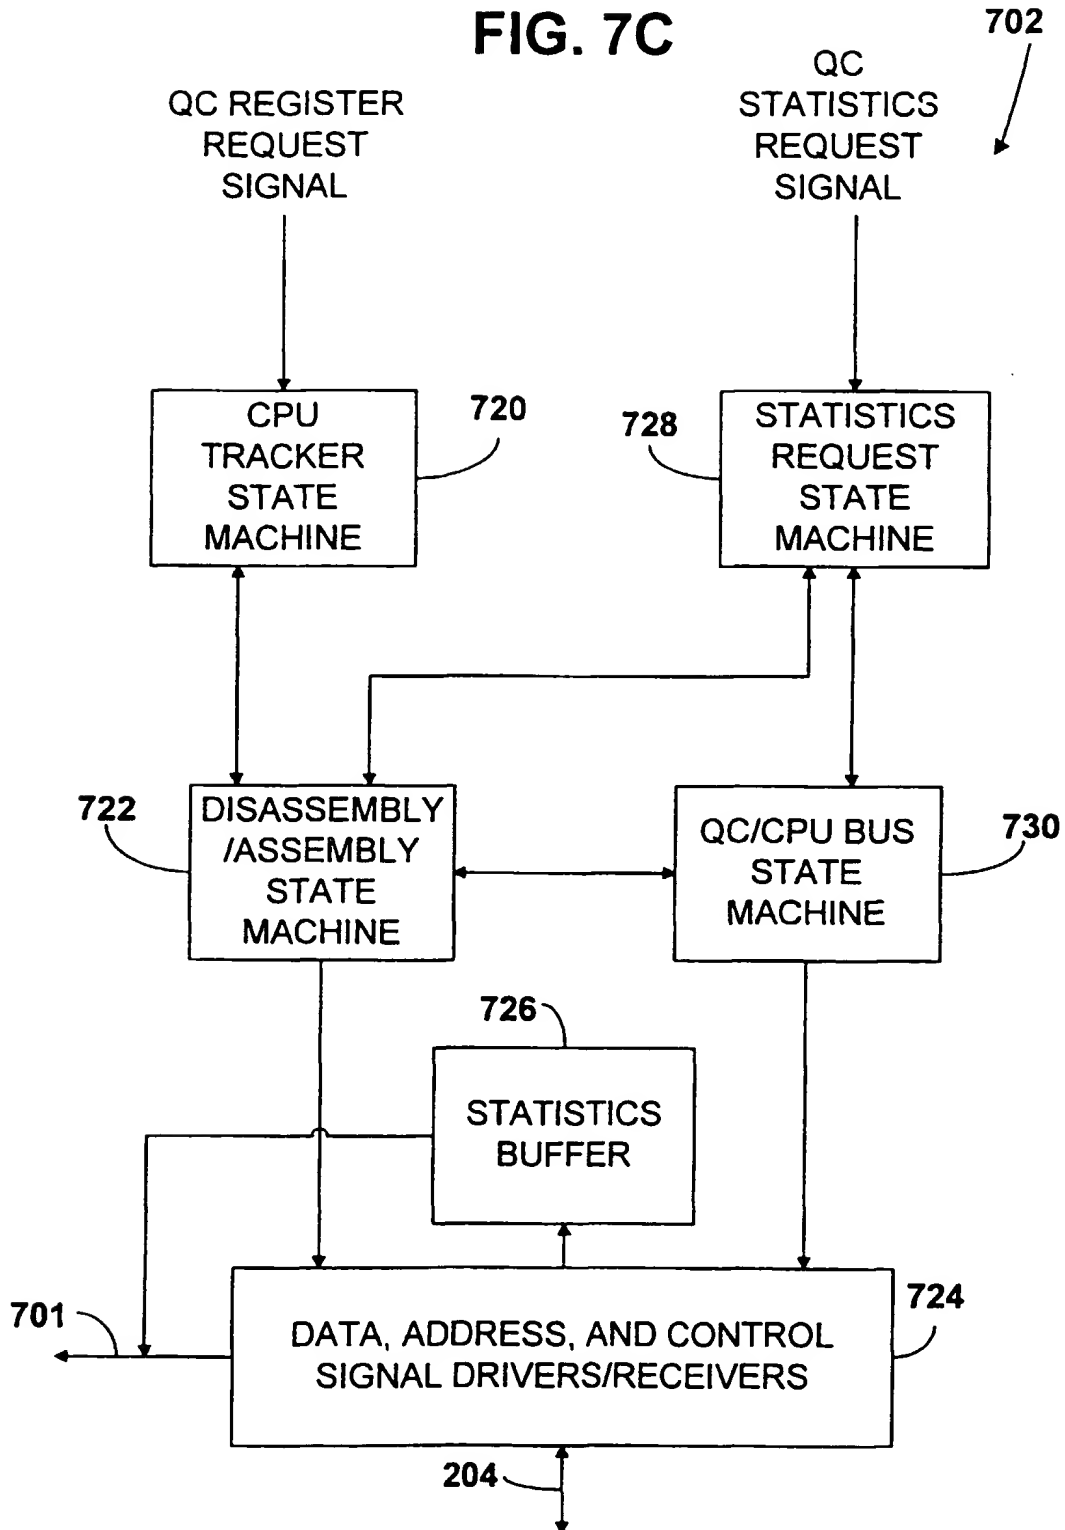 FIG. 7C
702
QC REGISTER
REQUEST
SIGNAL
QC
STATISTICS
REQUEST
SIGNAL
CPU
TRACKER
STATE
MACHINE
720
728
STATISTICS
REQUEST
STATE
MACHINE
722
DISASSEMBLY
/ASSEMBLY
STATE
MACHINE
QC/CPU BUS
STATE
MACHINE
730
726
STATISTICS
BUFFER
701
DATA, ADDRESS, AND CONTROL
SIGNAL DRIVERS/RECEIVERS
724
204